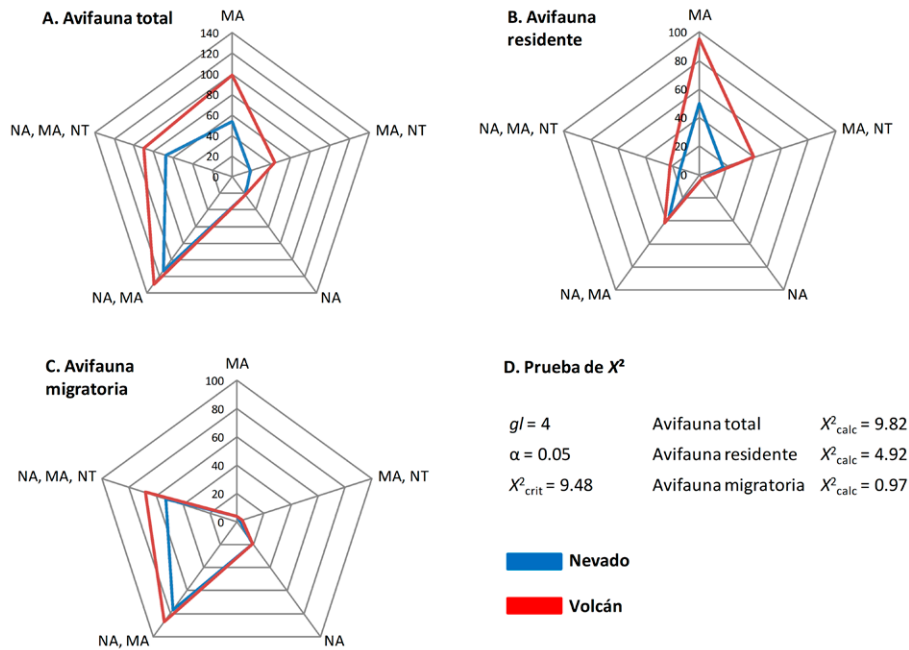 A. Avifauna total
MA
140
120
100
80
60
40
20
0
MA, NT
NA
NA, MA
NA, MA, NT
B. Avifauna
residente
MA
100
80
60
40
20
0
MA, NT
NA
NA, MA
NA, MA, NT
C. Avifauna
migratoria
MA
100
80
60
40
20
0
MA, NT
NA
NA, MA
NA, MA, NT
D. Prueba de X²
gl = 4 Avifauna total X²calc = 9.82
α = 0.05 Avifauna residente X²calc = 4.92
X²crit = 9.48 Avifauna migratoria X²calc = 0.97
Nevado
Volcán